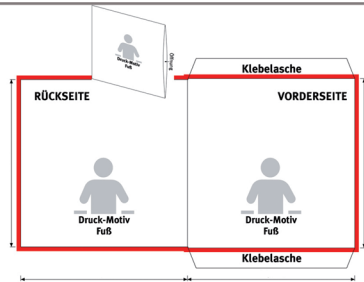 Druck-Motiv
Fuß
Öffnung
Klebelasche
RÜCKSEITE
VORDERSEITE
Druck-Motiv
Fuß
Druck-Motiv
Fuß
Klebelasche